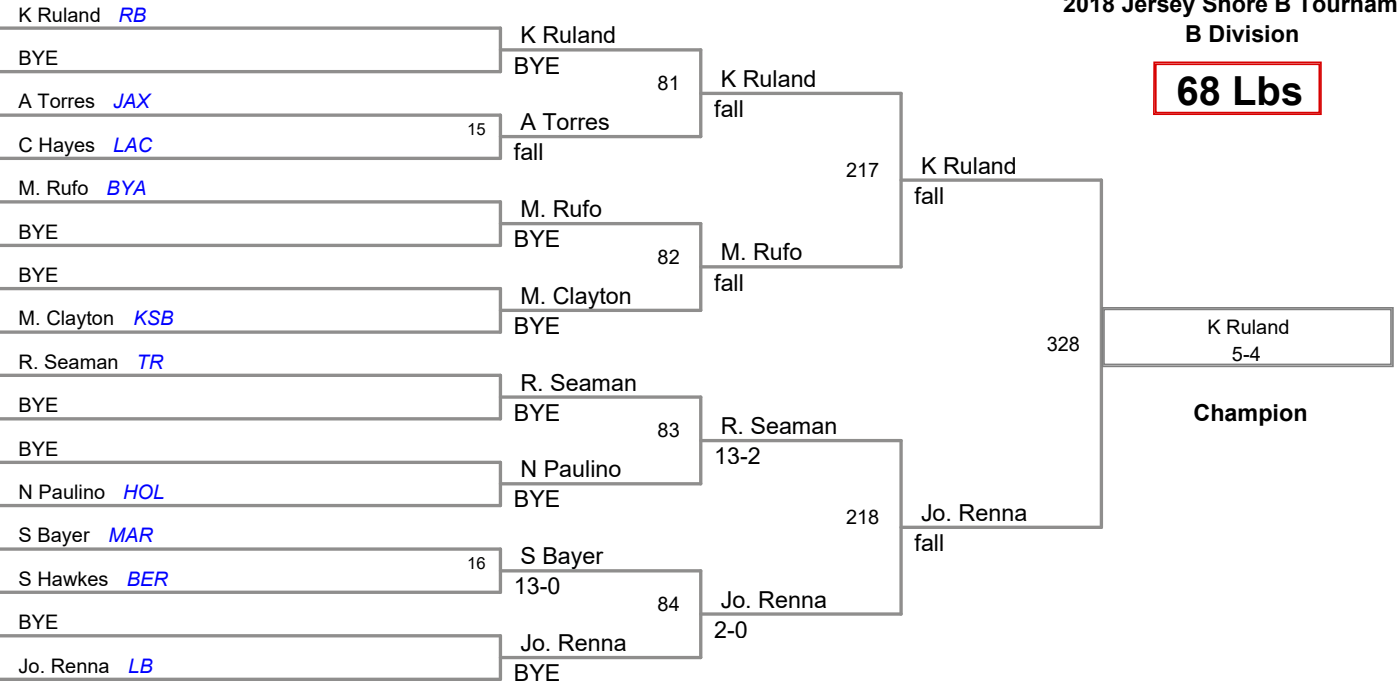 2018 Jersey Shore B Tournam
B Division
68 Lbs
K Ruland RB
BYE
A Torres JAX
C Hayes LAC
M. Rufo BYA
BYE
BYE
M. Clayton KSB
R. Seaman TR
BYE
BYE
N Paulino HOL
S Bayer MAR
S Hawkes BER
BYE
Jo. Renna LB
15
16
K Ruland
BYE
A Torres
fall
M. Rufo
BYE
M. Clayton
BYE
R. Seaman
BYE
N Paulino
BYE
S Bayer
13-0
Jo. Renna
BYE
81
82
83
84
K Ruland
fall
M. Rufo
fall
R. Seaman
13-2
Jo. Renna
2-0
217
218
K Ruland
fall
Jo. Renna
fall
328
K Ruland
5-4
Champion